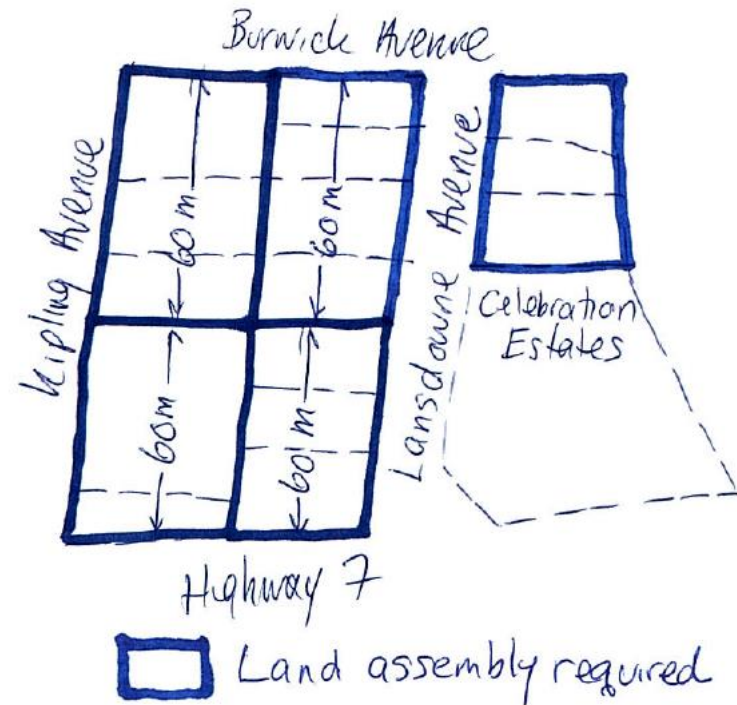 Burwick Avenue
Kipling Avenue
60m
60m
Lansdowne Avenue
Celebration
Estates
60m
60m
Highway 7
Land assembly required